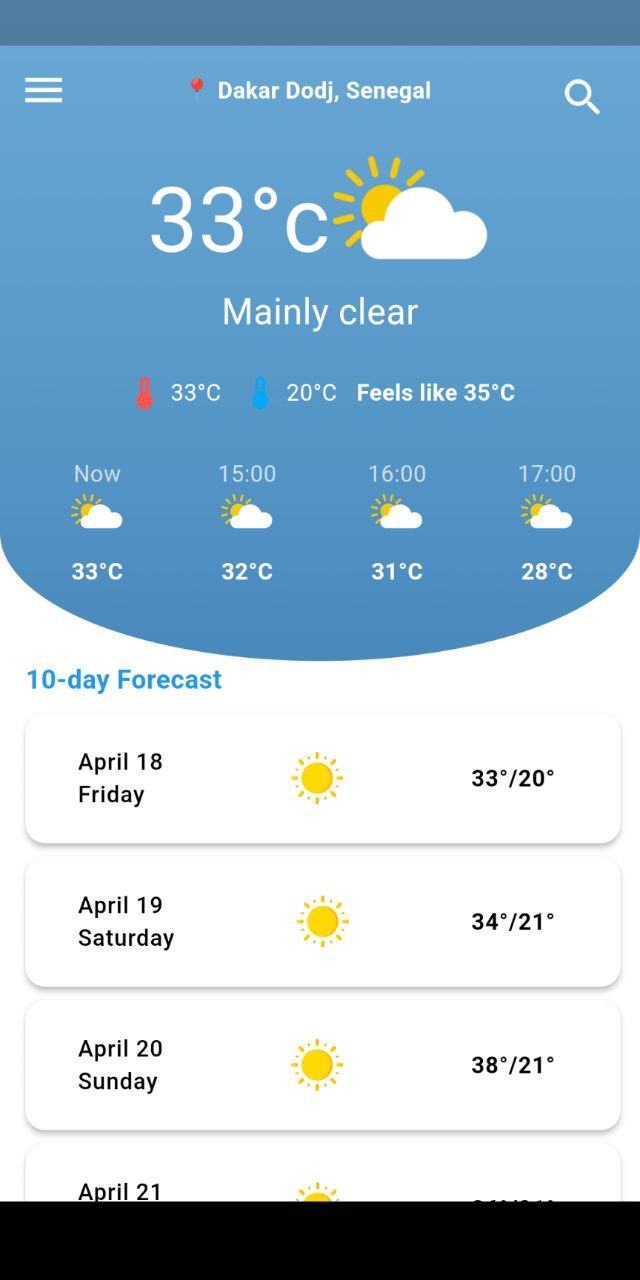 Dakar Dodj, Senegal
33°c
Mainly clear
33°C 20°C Feels like 35°C
Now 15:00 16:00 17:00
33°C 32°C 31°C 28°C
10-day Forecast
April 18
Friday
33°/20°
April 19
Saturday
34°/21°
April 20
Sunday
38°/21°
April 21